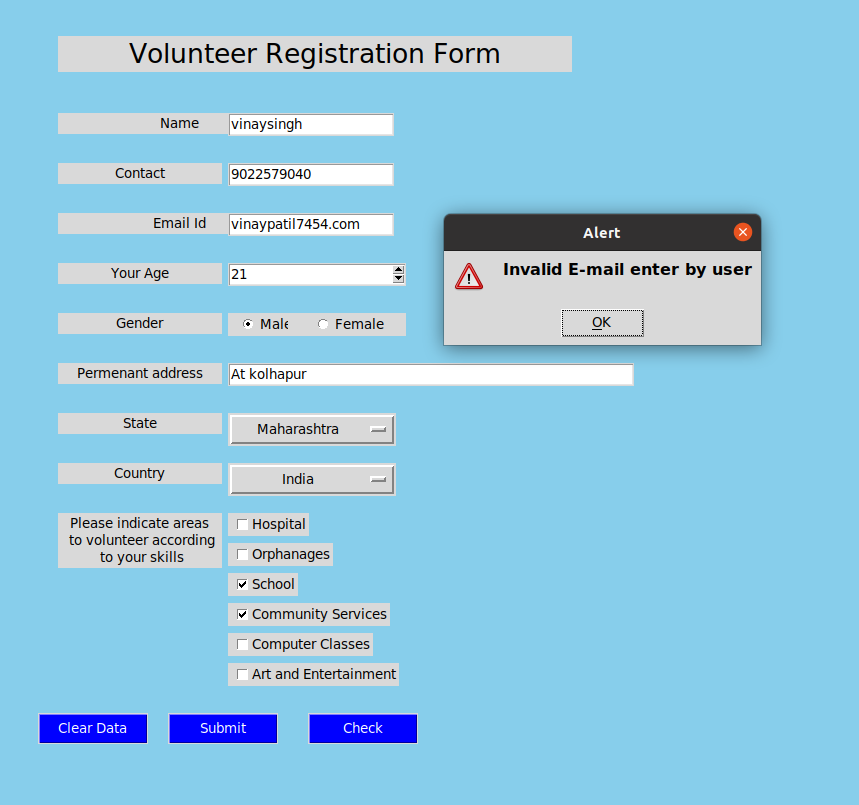 Volunteer Registration Form
Name vinaysingh
Contact 9022579040
Email Id vinaypatil7454.com
Alert
Invalid E-mail enter by user
OK
Your Age 21
Gender Male Female
Permenant address At kolhapur
State Maharashtra
Country India
Please indicate areas
to volunteer according
to your skills
Hospital
Orphanages
School
Community Services
Computer Classes
Art and Entertainment
Clear Data Submit Check